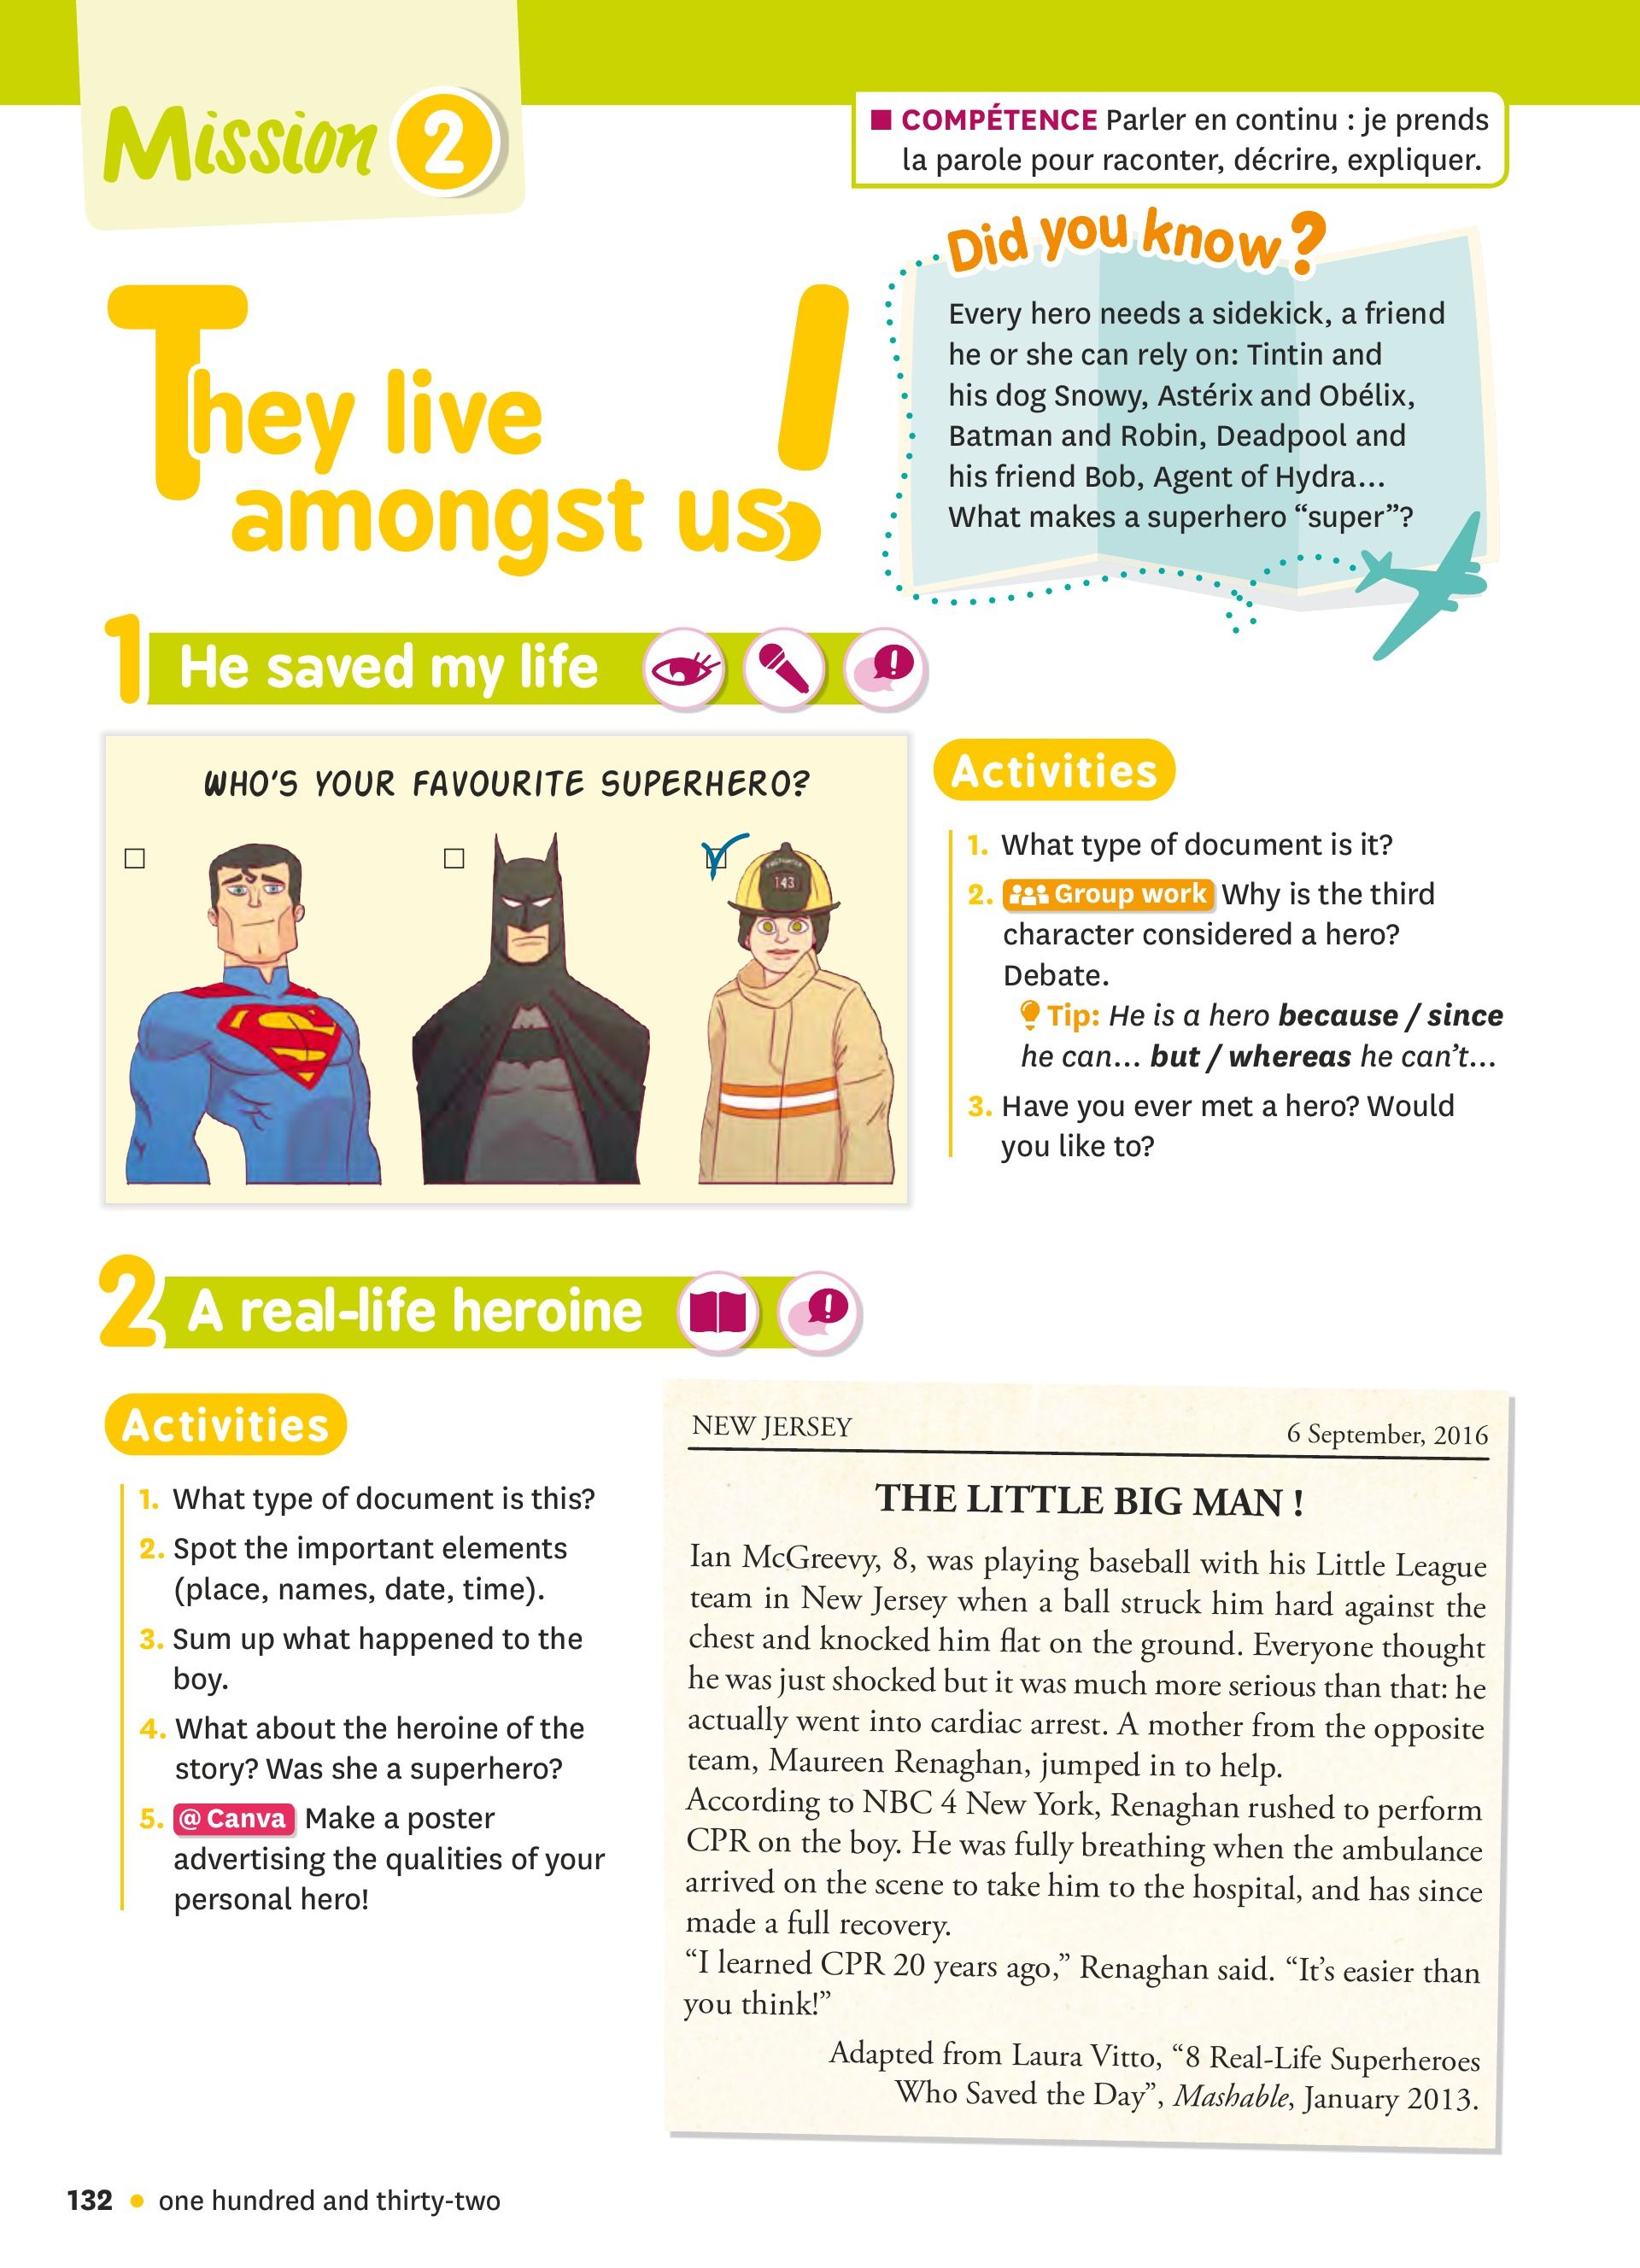 Mission 2
■ COMPÉTENCE Parler en continu : je prends
la parole pour raconter, décrire, expliquer.
They live
amongst us!
Did you know?
Every hero needs a sidekick, a friend
he or she can rely on: Tintin and
his dog Snowy, Astérix and Obélix,
Batman and Robin, Deadpool and
his friend Bob, Agent of Hydra...
What makes a superhero “super”?
1 He saved my life
WHO'S YOUR FAVOURITE SUPERHERO?
FIREFIGHTER
143
Activities
1. What type of document is it?
2. Group work Why is the third
character considered a hero?
Debate.
Tip: He is a hero because / since
he can... but / whereas he can't...
3. Have you ever met a hero? Would
you like to?
2 A real-life heroine
Activities
1. What type of document is this?
2. Spot the important elements
(place, names, date, time).
3. Sum up what happened to the
boy.
4. What about the heroine of the
story? Was she a superhero?
5. @ Canva Make a poster
advertising the qualities of your
personal hero!
NEW JERSEY 6 September, 2016
THE LITTLE BIG MAN !
Ian McGreevy, 8, was playing baseball with his Little League
team in New Jersey when a ball struck him hard against the
chest and knocked him flat on the ground. Everyone thought
he was just shocked but it was much more serious than that: he
actually went into cardiac arrest. A mother from the opposite
team, Maureen Renaghan, jumped in to help.
According to NBC 4 New York, Renaghan rushed to perform
CPR on the boy. He was fully breathing when the ambulance
arrived on the scene to take him to the hospital, and has since
made a full recovery.
“I learned CPR 20 years ago,” Renaghan said. “It's easier than
you think!”
Adapted from Laura Vitto, “8 Real-Life Superheroes
Who Saved the Day”, Mashable, January 2013.
132 • one hundred and thirty-two